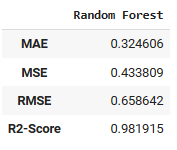 Random Forest
MAE 0.324606
MSE 0.433809
RMSE 0.658642
R2-Score 0.981915